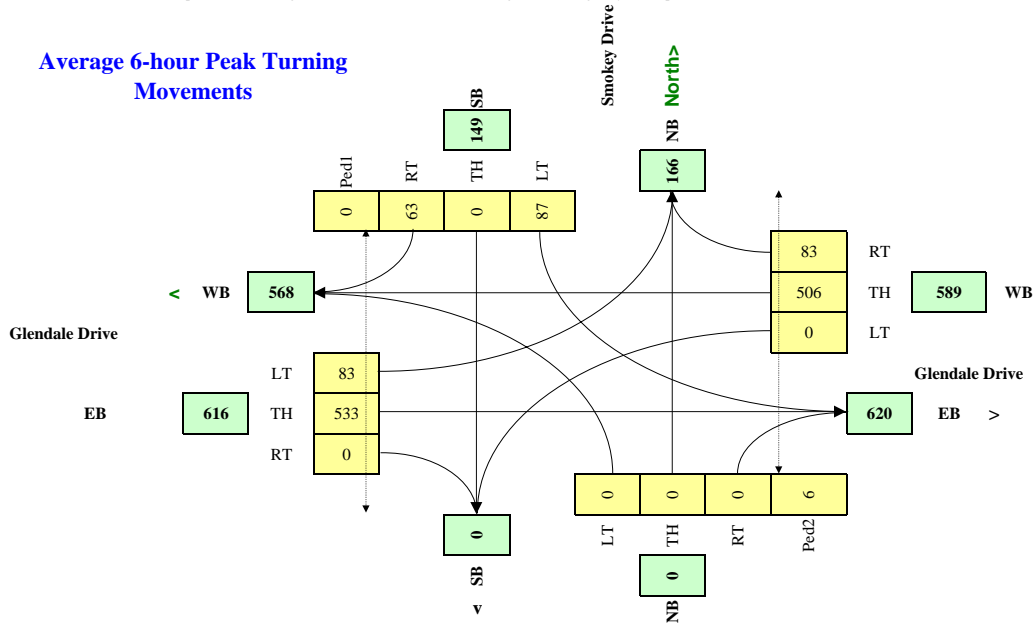 Average 6-hour Peak Turning
Movements
Smokey Drive
North>
SB
149
NB
166
Ped1
RT
TH
LT
0
63
0
87
83
RT
< WB 568
506
TH
589
WB
0
LT
Glendale Drive
LT
83
Glendale Drive
EB
616
TH
533
620
EB >
RT
0
0
0
0
6
LT
TH
RT
Ped2
0
SB
v
0
NB